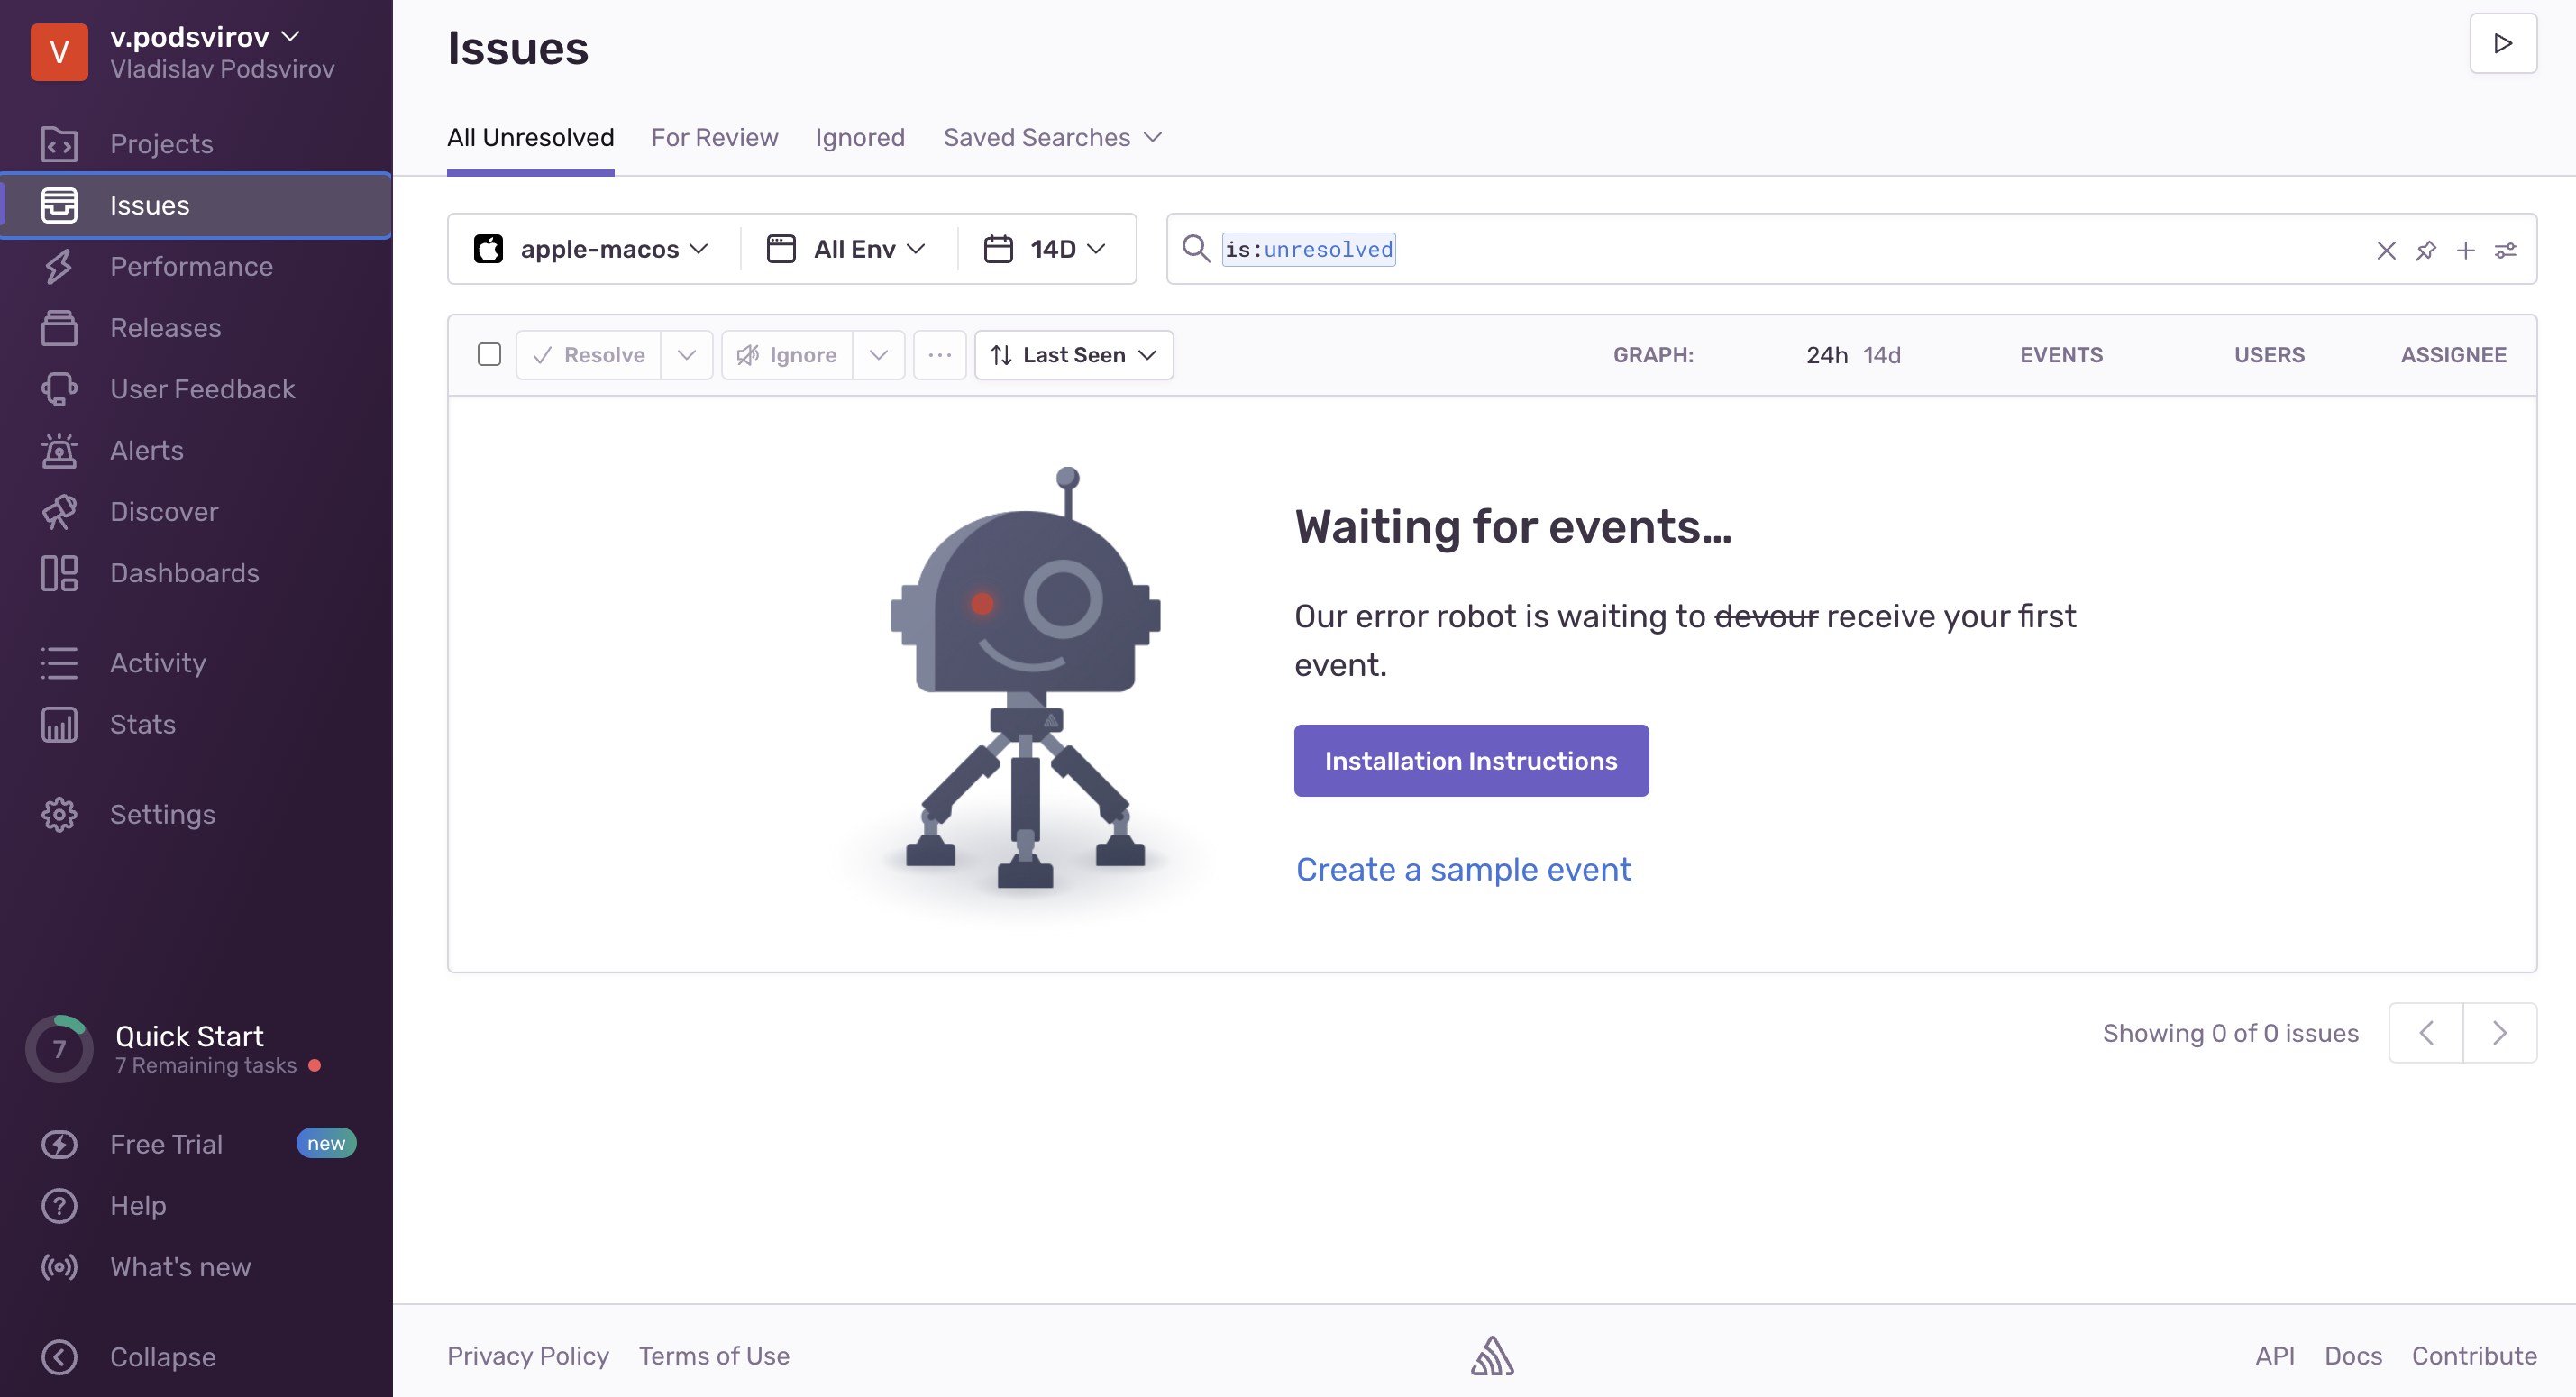 V
v.podsvirov
Vladislav Podsvirov
Projects
Issues
Performance
Releases
User Feedback
Alerts
Discover
Dashboards
Activity
Stats
Settings
7
Quick Start
7 Remaining tasks
Free Trial new
Help
What's new
Collapse
Issues
All Unresolved For Review Ignored Saved Searches
apple-macos All Env 14D is:unresolved
Resolve Ignore Last Seen GRAPH: 24h 14d EVENTS USERS ASSIGNEE
Waiting for events…
Our error robot is waiting to devour receive your first
event.
Installation Instructions
Create a sample event
Showing 0 of 0 issues
Privacy Policy Terms of Use API Docs Contribute